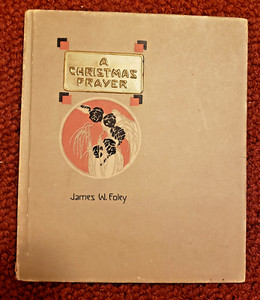 A
CHRISTMAS
PRAYER
James W. Foley